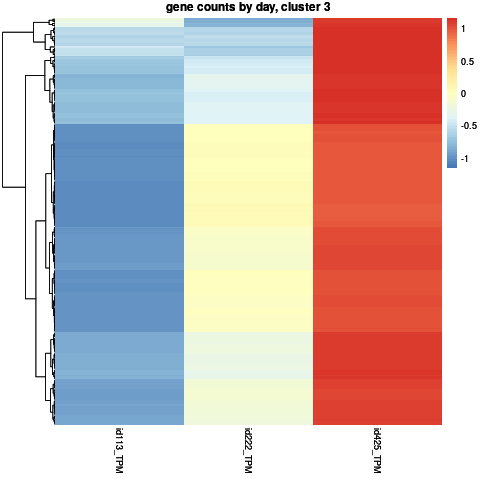 gene counts by day, cluster 3
1
0.5
0
-0.5
-1
id113_TPM
id222_TPM
id425_TPM